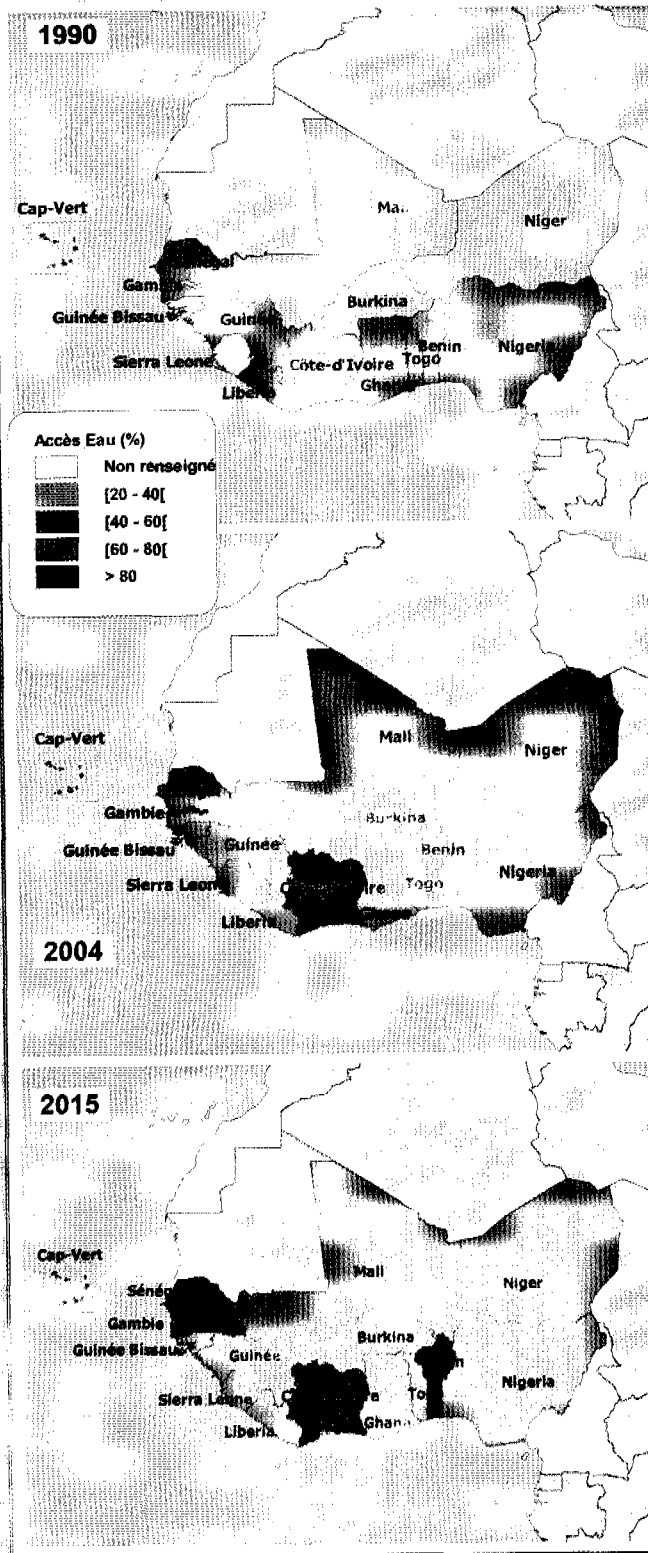 1990
Cap-Vert
Niger
Burkina
Guinée Bissau
Benin
Nigeria
Sierra Leone
Côte-d'Ivoire
Togo
Accès Eau (%)
Non renseigné
[20 - 40[
[40 - 60[
[60 - 80[
> 80
Cap-Vert
Mali
Niger
Gambie
Burkina
Guinée Bissau
Guinée
Benin
Nigeria
Togo
Liberia
2004
2015
Cap-Vert
Mali
Niger
Gambie
Burkina
Guinée Bissau
Guinée
Nigeria
Sierra Leone
Liberia